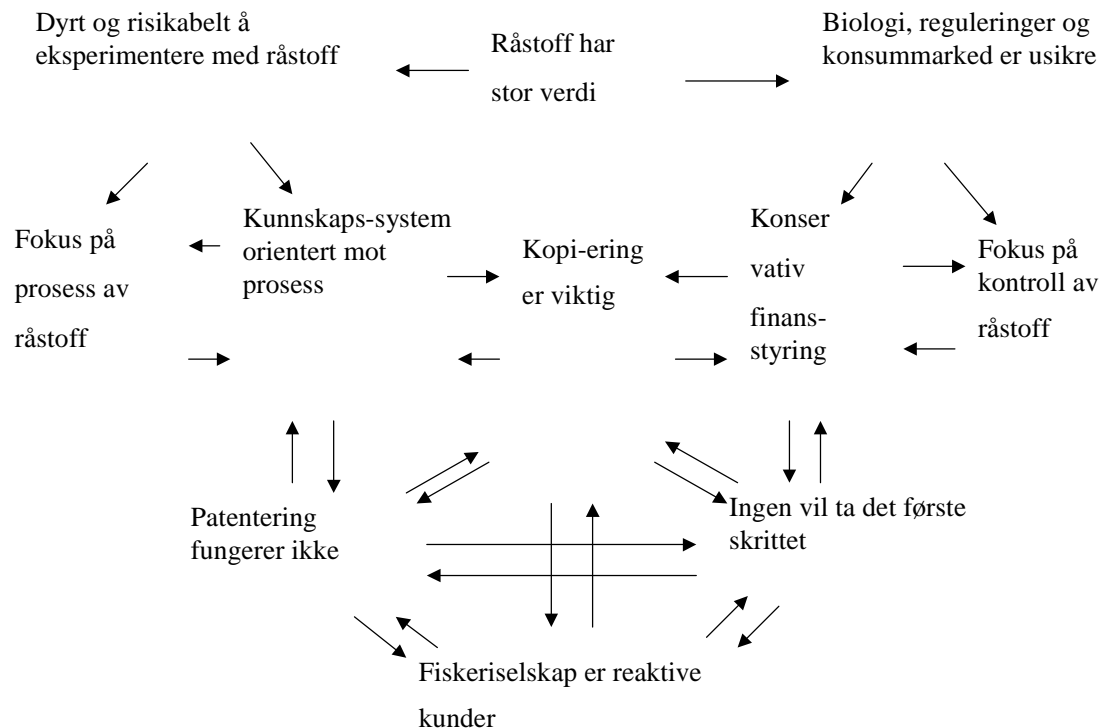 Dyrt og risikabelt å
eksperimentere med råstoff
Råstoff har
stor verdi
Biologi, reguleringer og
konsummarked er usikre
Fokus på
prosess av
råstoff
Kunnskaps-system
orientert mot
prosess
Kopi-ering
er viktig
Konser
vativ
finans-
styring
Fokus på
kontroll av
råstoff
Patentering
fungerer ikke
Ingen vil ta det første
skrittet
Fiskeriselskap er reaktive
kunder